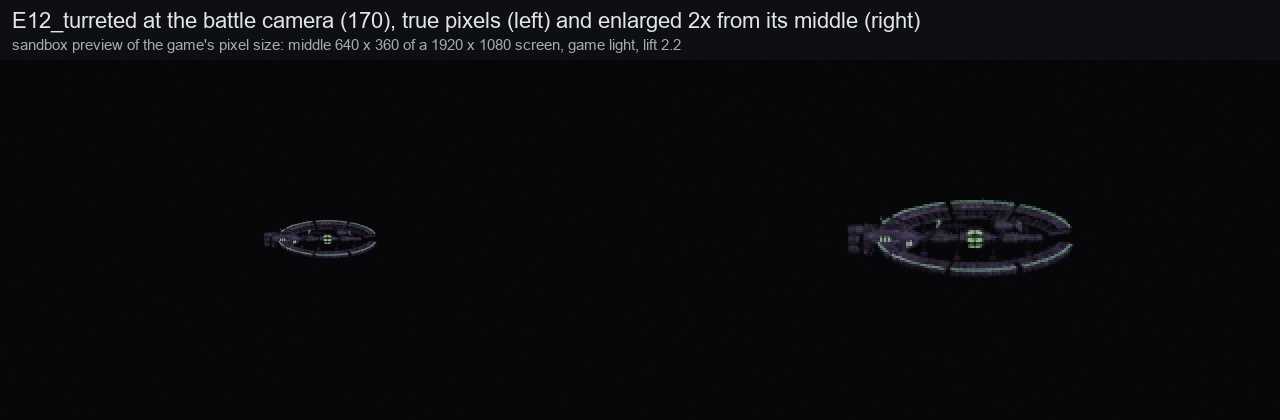 E12_turreted at the battle camera (170), true pixels (left) and enlarged 2x from its middle (right)
sandbox preview of the game's pixel size: middle 640 x 360 of a 1920 x 1080 screen, game light, lift 2.2